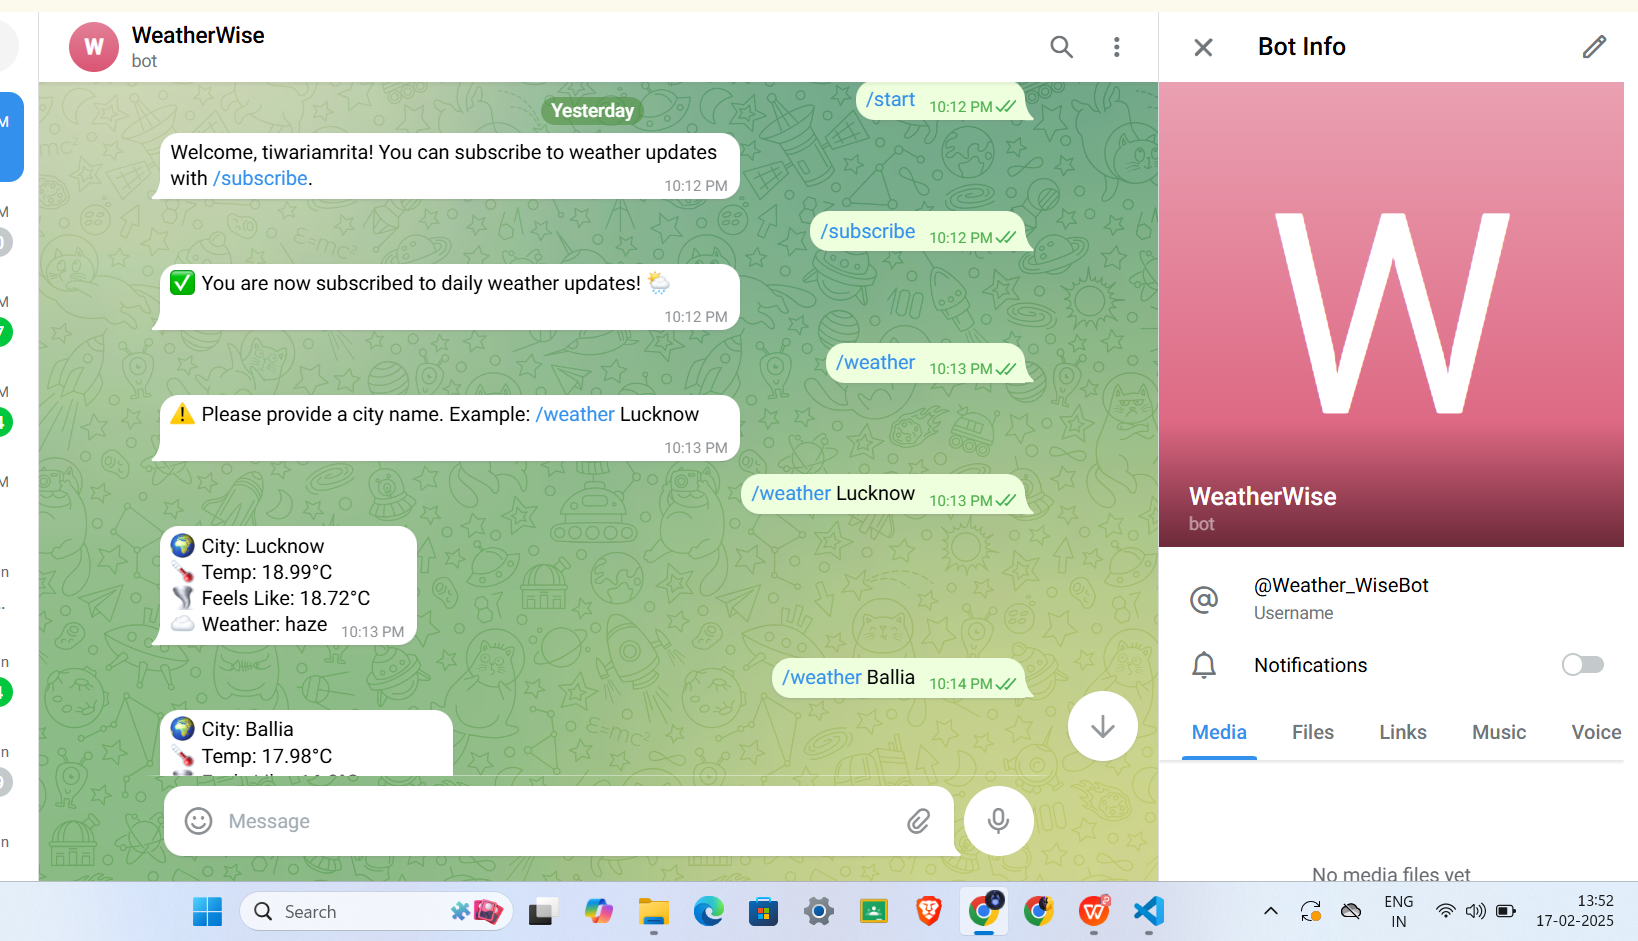 W
WeatherWise
bot
Bot Info
Yesterday
/start 10:12 PM
Welcome, tiwariamrita! You can subscribe to weather updates
with /subscribe.
10:12 PM
/subscribe 10:12 PM
You are now subscribed to daily weather updates!
10:12 PM
/weather 10:13 PM
Please provide a city name. Example: /weather Lucknow
10:13 PM
/weather Lucknow 10:13 PM
City: Lucknow
Temp: 18.99°C
Feels Like: 18.72°C
Weather: haze 10:13 PM
/weather Ballia 10:14 PM
City: Ballia
Temp: 17.98°C
Message
W
WeatherWise
bot
@Weather_WiseBot
Username
Notifications
Media Files Links Music Voice
No media files yet
Search
ENG
IN
13:52
17-02-2025